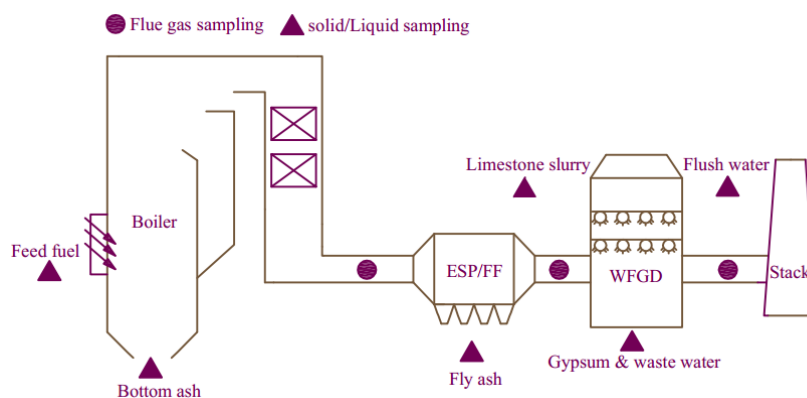 Flue gas sampling
solid/Liquid sampling
Limestone slurry
Flush water
Boiler
Feed fuel
ESP/FF
WFGD
Stack
Gypsum & waste water
Fly ash
Bottom ash